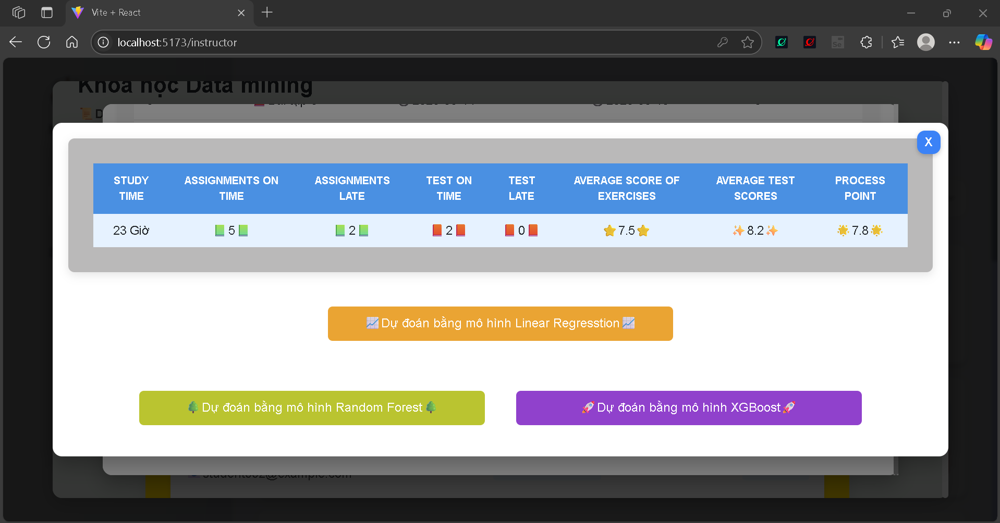 Vite + React
localhost:5173/instructor
Khóa học Data mining
X
STUDY TIME
ASSIGNMENTS ON TIME
ASSIGNMENTS LATE
TEST ON TIME
TEST LATE
AVERAGE SCORE OF EXERCISES
AVERAGE TEST SCORES
PROCESS POINT
23 Giờ
5
2
2
0
7.5
8.2
7.8
Dự đoán bằng mô hình Linear Regresstion
Dự đoán bằng mô hình Random Forest
Dự đoán bằng mô hình XGBoost